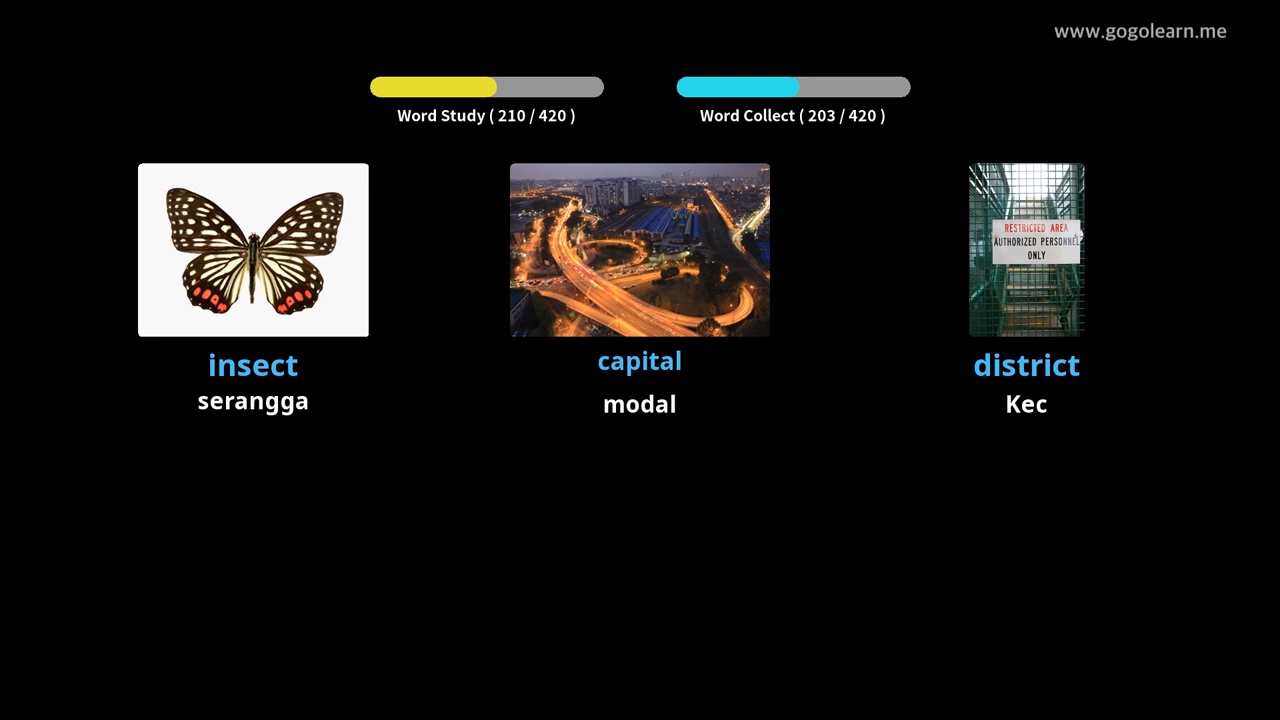 www.gogolearn.me
Word Study ( 210 / 420 )
Word Collect ( 203 / 420 )
RESTRICTED AREA
AUTHORIZED PERSONNEL
ONLY
insect
serangga
capital
modal
district
Kec